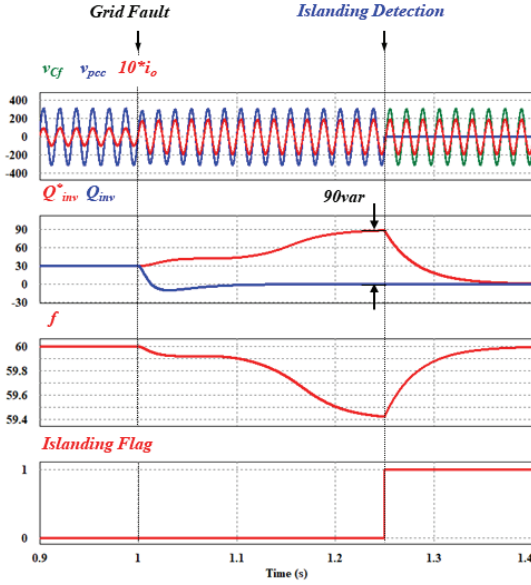 Grid Fault Islanding Detection
vCf vpcc 10*io
400
200
0
-200
-400
Q*inv Qinv
90var
90
60
30
0
-30
f
60
59.8
59.6
59.4
Islanding Flag
1
0
0.9 1 1.1 1.2 1.3 1.4
Time (s)